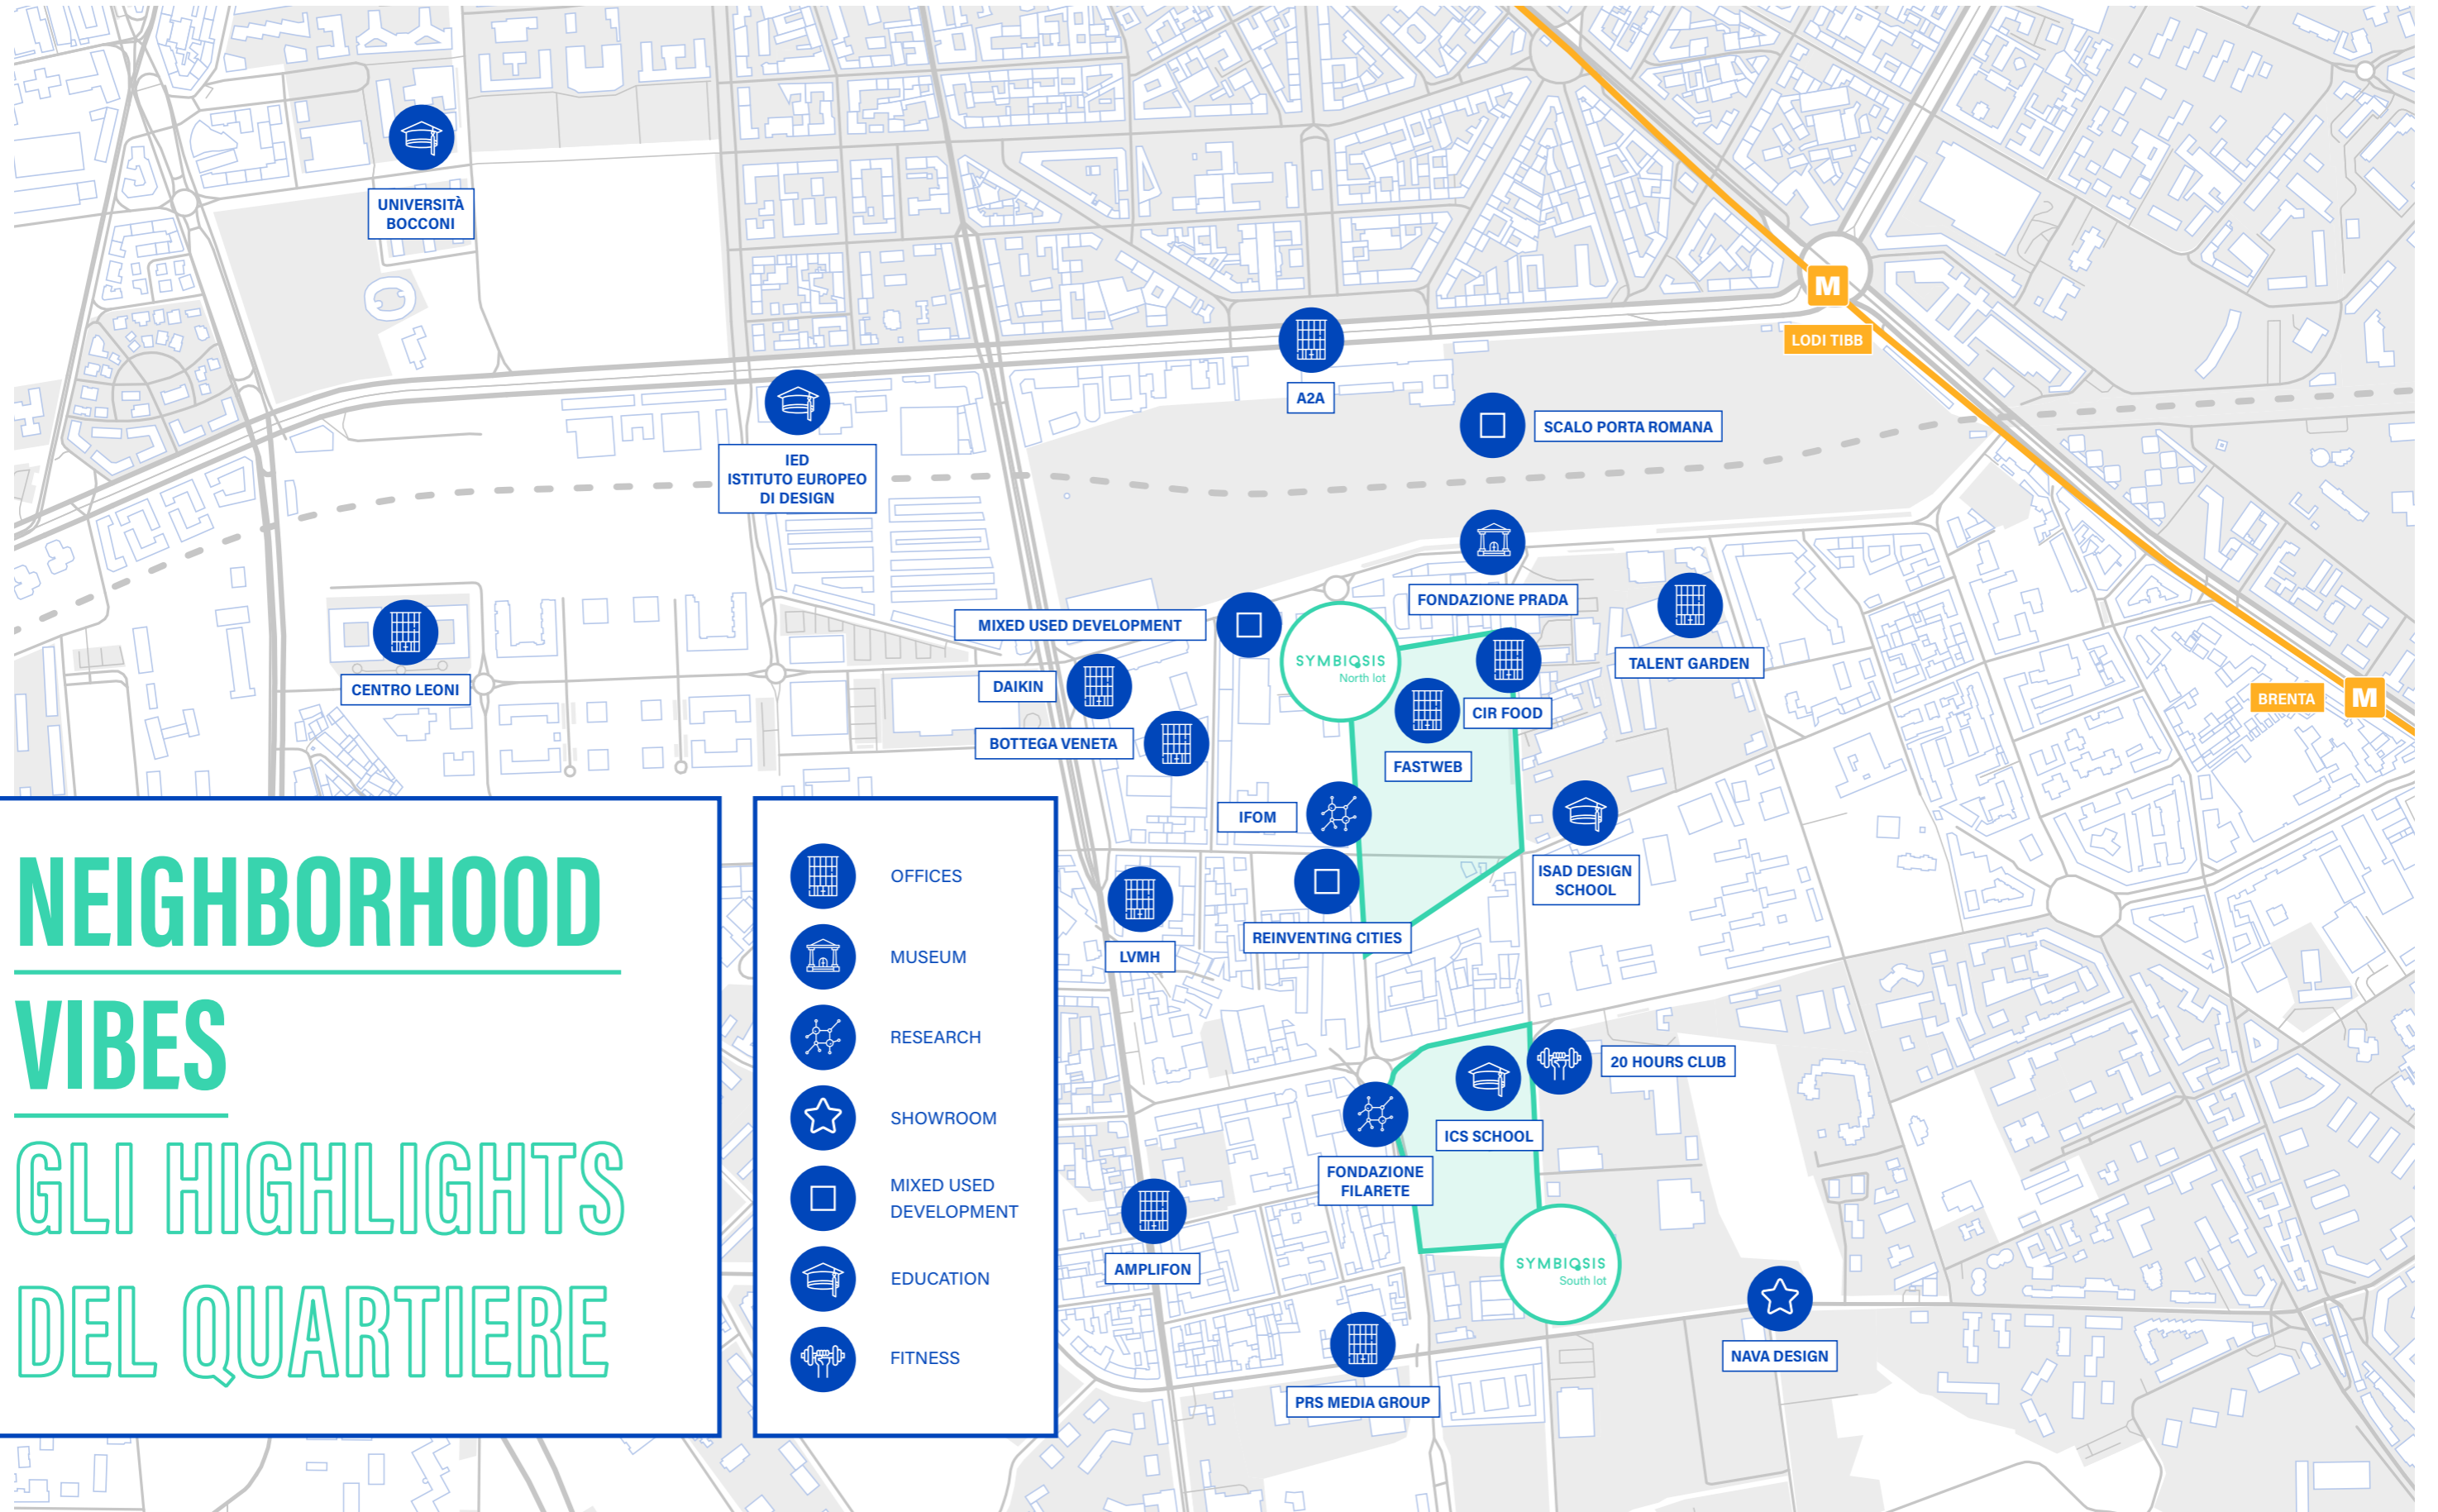 UNIVERSITÀ
BOCCONI
M
LODI TIBB
A2A
SCALO PORTA ROMANA
IED
ISTITUTO EUROPEO
DI DESIGN
FONDAZIONE PRADA
MIXED USED DEVELOPMENT
SYMBIOSIS
North lot
TALENT GARDEN
CENTRO LEONI
DAIKIN
CIR FOOD
BRENTA
M
BOTTEGA VENETA
FASTWEB
IFOM
ISAD DESIGN
SCHOOL
REINVENTING CITIES
LVMH
20 HOURS CLUB
ICS SCHOOL
FONDAZIONE
FILARETE
AMPLIFON
SYMBIOSIS
South lot
NAVA DESIGN
PRS MEDIA GROUP
NEIGHBORHOOD
VIBES
GLI HIGHLIGHTS
DEL QUARTIERE
OFFICES
MUSEUM
RESEARCH
SHOWROOM
MIXED USED
DEVELOPMENT
EDUCATION
FITNESS